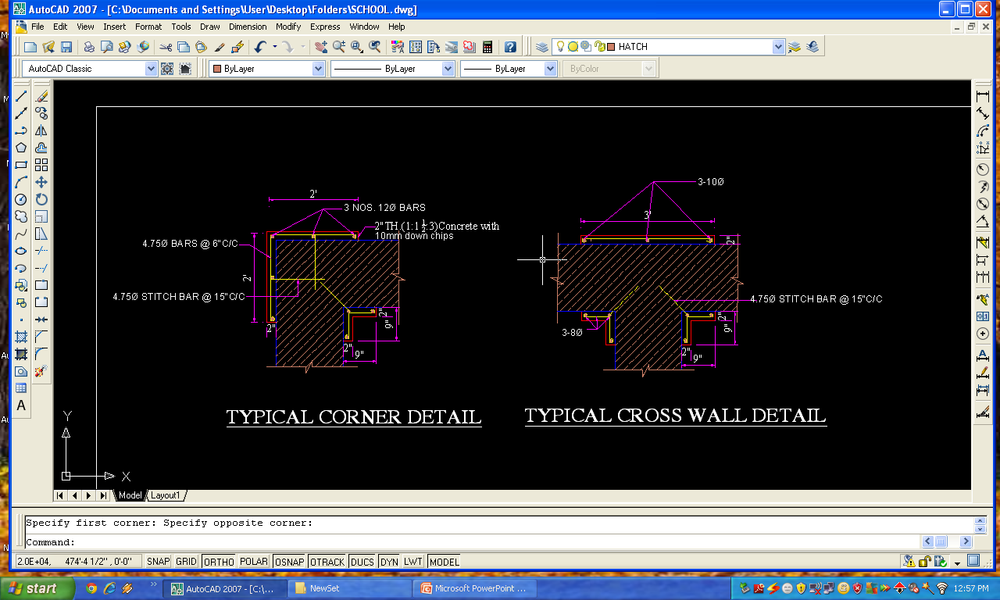 AutoCAD 2007 - [C:\Documents and Settings\User\Desktop\Folders\SCHOOL.dwg]
File Edit View Insert Format Tools Draw Dimension Modify Express Window Help
HATCH
AutoCAD Classic
ByLayer
ByLayer
ByLayer
ByColor
2'
3 NOS. 12Ø BARS
2"TH.(1:1½:3)Concrete with
10mm down chips
4.75Ø BARS @ 6"C/C
2'
4.75Ø STITCH BAR @ 15"C/C
2"
2"
9"
2"
9"
TYPICAL CORNER DETAIL
3-10Ø
3'
2"
4.75Ø STITCH BAR @ 15"C/C
3-8Ø
2"
9"
2"
9"
TYPICAL CROSS WALL DETAIL
Y
X
A
Model Layout1
Specify first corner: Specify opposite corner:
Command:
2.0E+04, 474'-4 1/2" , 0'-0" SNAP GRID ORTHO POLAR OSNAP OTRACK DUCS DYN LWT MODEL
start
AutoCAD 2007 - [C:\...
NewSet
Microsoft PowerPoint ...
12:57 PM